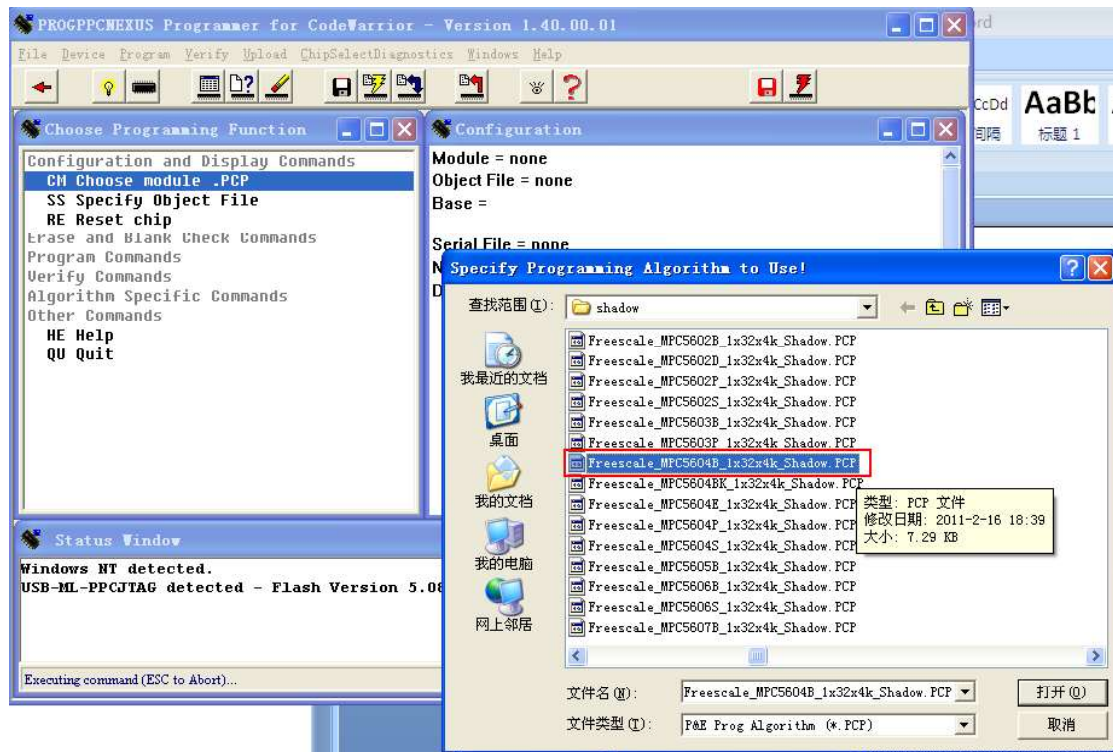 PROGPPCNEXUS Programmer for CodeWarrior - Version 1.40.00.01
File Device Program Verify Upload ChipSelectDiagnostics Windows Help
Choose Programming Function
Configuration and Display Commands
CM Choose module .PCP
SS Specify Object File
RE Reset chip
Erase and Blank Check Commands
Program Commands
Verify Commands
Algorithm Specific Commands
Other Commands
HE Help
QU Quit
Configuration
Module = none
Object File = none
Base =
Serial File = none
N
D
Status Window
Windows NT detected.
USB-ML-PPCJTAG detected - Flash Version 5.08
Executing command (ESC to Abort)...
rd
CcDd AaBb
间隔 标题 1
Specify Programming Algorithm to Use!
查找范围(I): shadow
我最近的文档
桌面
我的文档
我的电脑
网上邻居
Freescale_MPC5602B_1x32x4k_Shadow.PCP
Freescale_MPC5602D_1x32x4k_Shadow.PCP
Freescale_MPC5602P_1x32x4k_Shadow.PCP
Freescale_MPC5602S_1x32x4k_Shadow.PCP
Freescale_MPC5603B_1x32x4k_Shadow.PCP
Freescale_MPC5603P_1x32x4k_Shadow.PCP
Freescale_MPC5604B_1x32x4k_Shadow.PCP
Freescale_MPC5604BK_1x32x4k_Shadow.PCP
Freescale_MPC5604E_1x32x4k_Shadow.PCP
Freescale_MPC5604P_1x32x4k_Shadow.PCP
Freescale_MPC5604S_1x32x4k_Shadow.PCP
Freescale_MPC5605B_1x32x4k_Shadow.PCP
Freescale_MPC5606B_1x32x4k_Shadow.PCP
Freescale_MPC5606S_1x32x4k_Shadow.PCP
Freescale_MPC5607B_1x32x4k_Shadow.PCP
类型: PCP 文件
修改日期: 2011-2-16 18:39
大小: 7.29 KB
文件名(N): Freescale_MPC5604B_1x32x4k_Shadow.PCP 打开(O)
文件类型(T): P&E Prog Algorithm (*.PCP) 取消